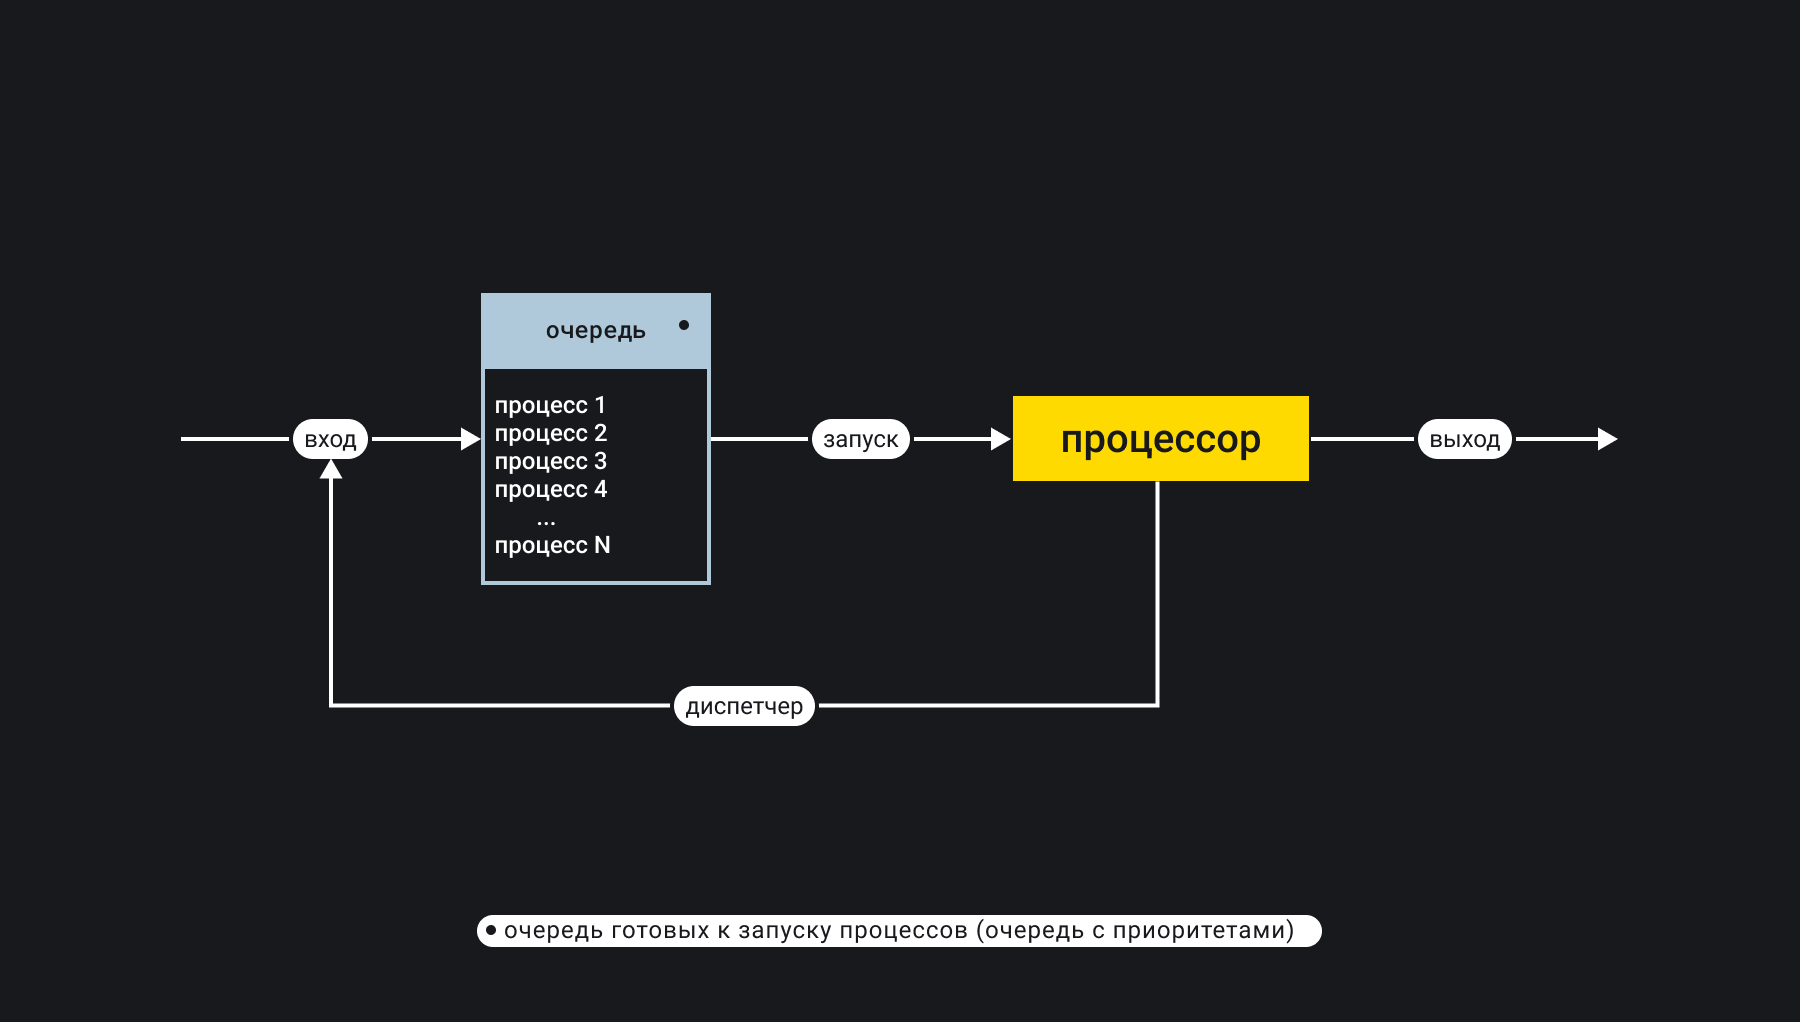 очередь •
процесс 1
процесс 2
процесс 3
процесс 4
...
процесс N
вход
запуск
процессор
выход
диспетчер
• очередь готовых к запуску процессов (очередь с приоритетами)